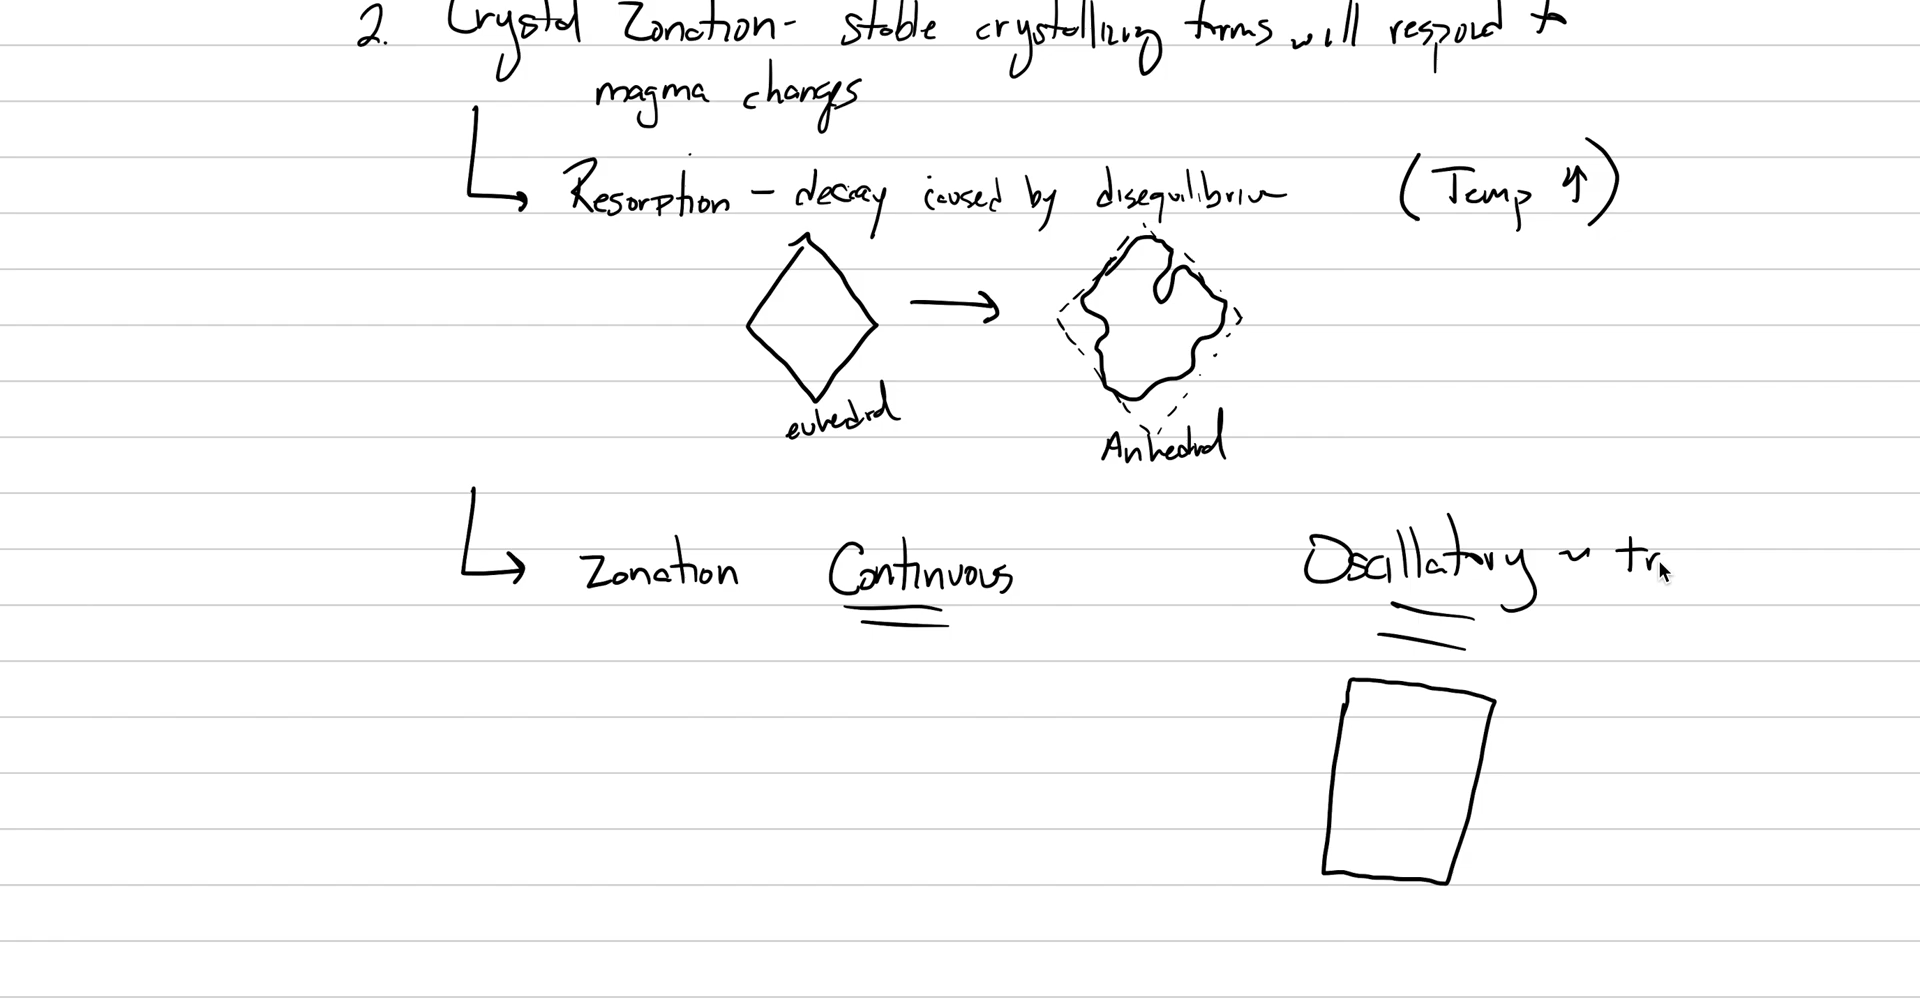 2. Crystal Zonation- stable crystallizing forms will respond to
magma changes
Resorption - decay caused by disequilibrium (Temp ↑)
euhedral
Anhedral
Zonation Continuous Oscillatory ~ tr